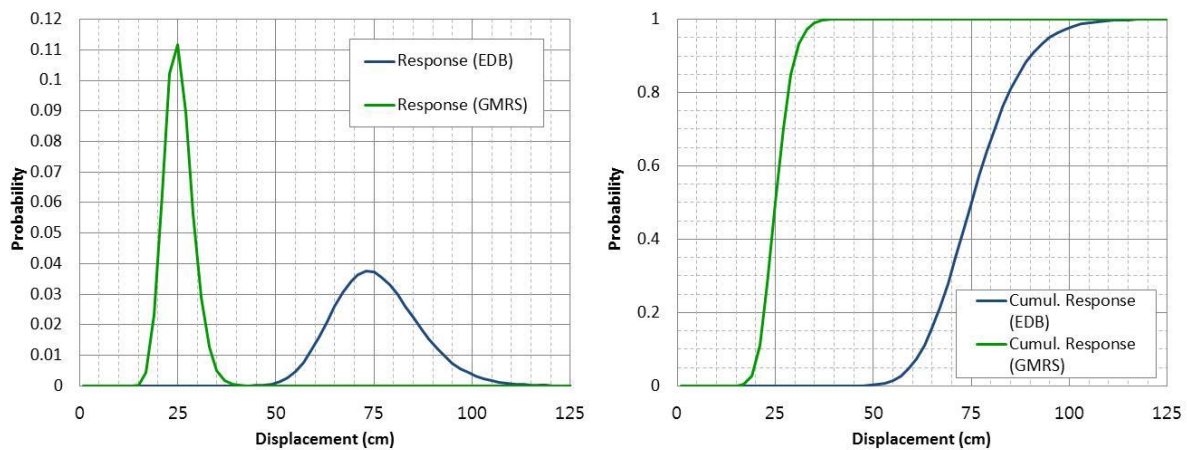 0.12
0.11
0.1
0.09
0.08
0.07
0.06
0.05
0.04
0.03
0.02
0.01
0
Probability
Response (EDB)
Response (GMRS)
0 25 50 75 100 125
Displacement (cm)
1
0.8
0.6
0.4
0.2
0
Probability
Cumul. Response
(EDB)
Cumul. Response
(GMRS)
0 25 50 75 100 125
Displacement (cm)